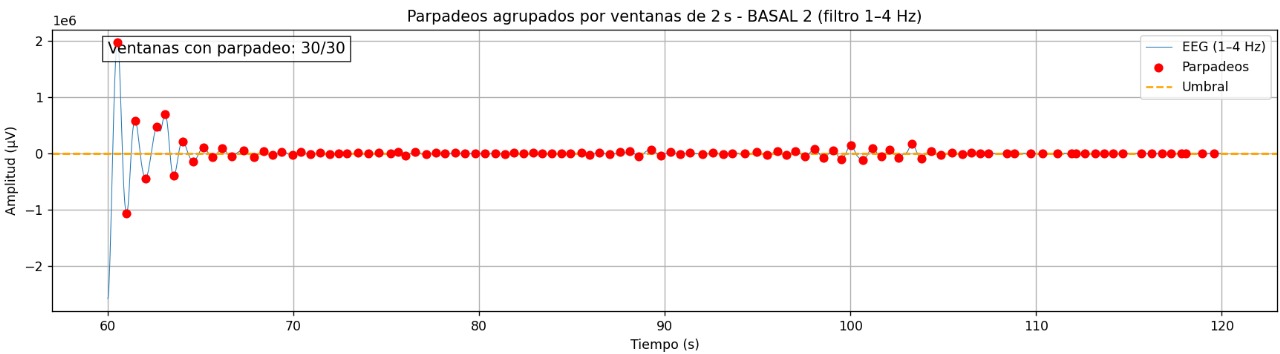 Parpadeos agrupados por ventanas de 2 s - BASAL 2 (filtro 1–4 Hz)
1e6
Ventanas con parpadeo: 30/30
EEG (1–4 Hz)
Parpadeos
Umbral
Amplitud (µV)
2
1
0
−1
−2
60
70
80
90
100
110
120
Tiempo (s)